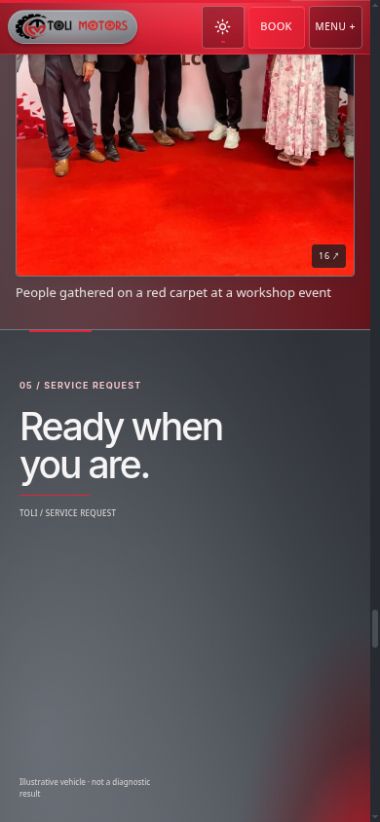 TOLI MOTORS
BOOK
MENU +
16 ↗
People gathered on a red carpet at a workshop event
05 / SERVICE REQUEST
Ready when
you are.
TOLI / SERVICE REQUEST
Illustrative vehicle · not a diagnostic
result